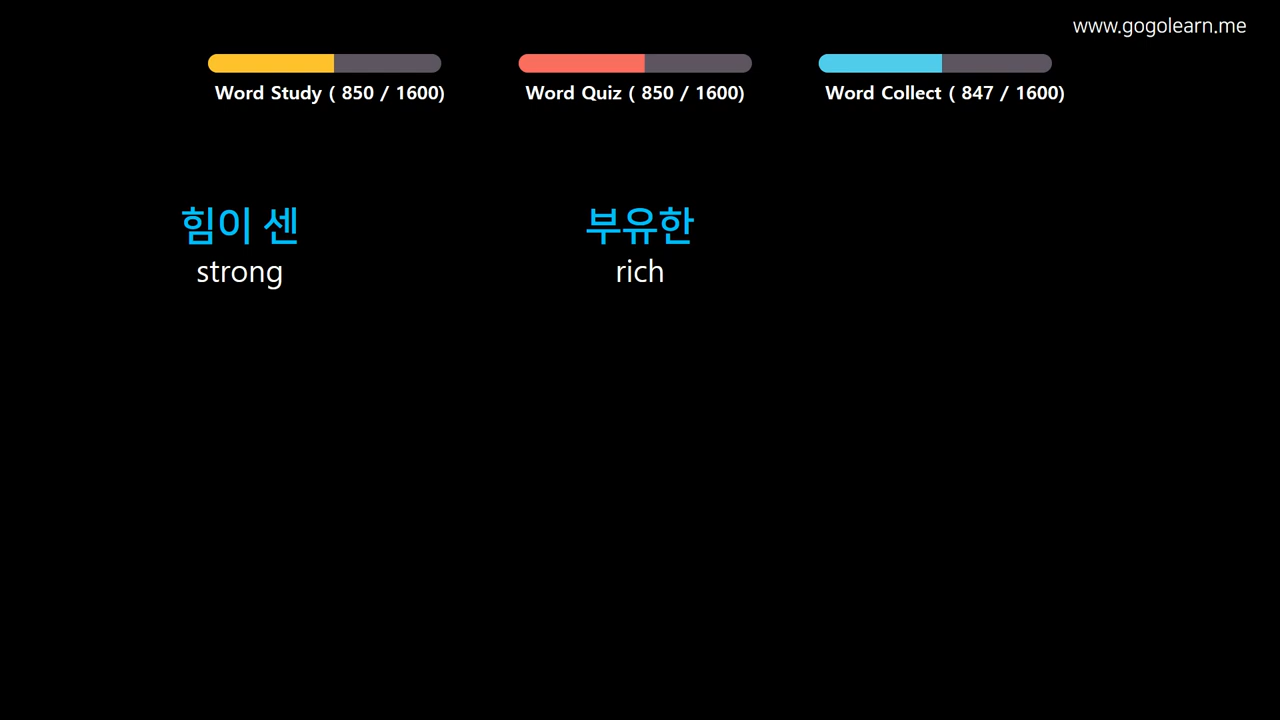 www.gogolearn.me
Word Study ( 850 / 1600)
Word Quiz ( 850 / 1600)
Word Collect ( 847 / 1600)
힘이 센
strong
부유한
rich